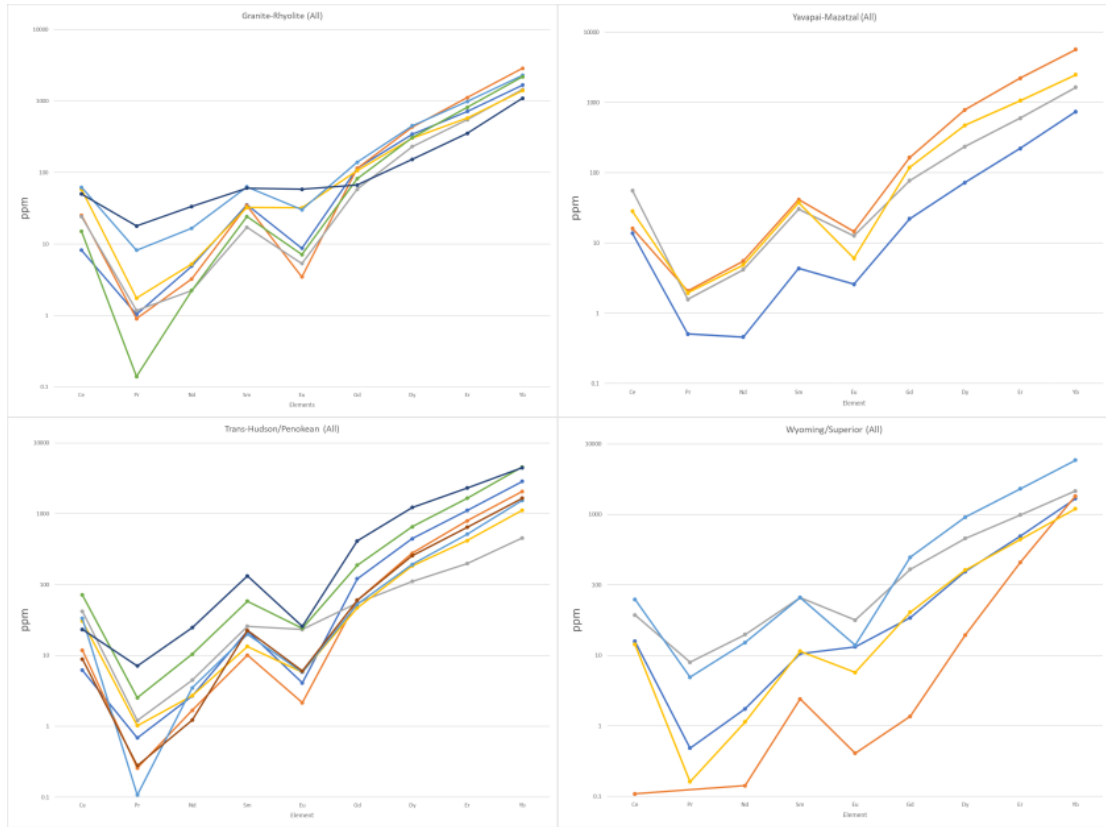 Granite-Rhyolite (All)
10000
1000
100
10
1
0.1
ppm
Ce Pr Nd Sm Eu Gd Dy Er Yb
Elements
Yavapai-Mazatzal (All)
10000
1000
100
10
1
0.1
ppm
Ce Pr Nd Sm Eu Gd Dy Er Yb
Element
Trans-Hudson/Penokean (All)
10000
1000
100
10
1
0.1
ppm
Ce Pr Nd Sm Eu Gd Dy Er Yb
Element
Wyoming/Superior (All)
10000
1000
100
10
1
0.1
ppm
Ce Pr Nd Sm Eu Gd Dy Er Yb
Element